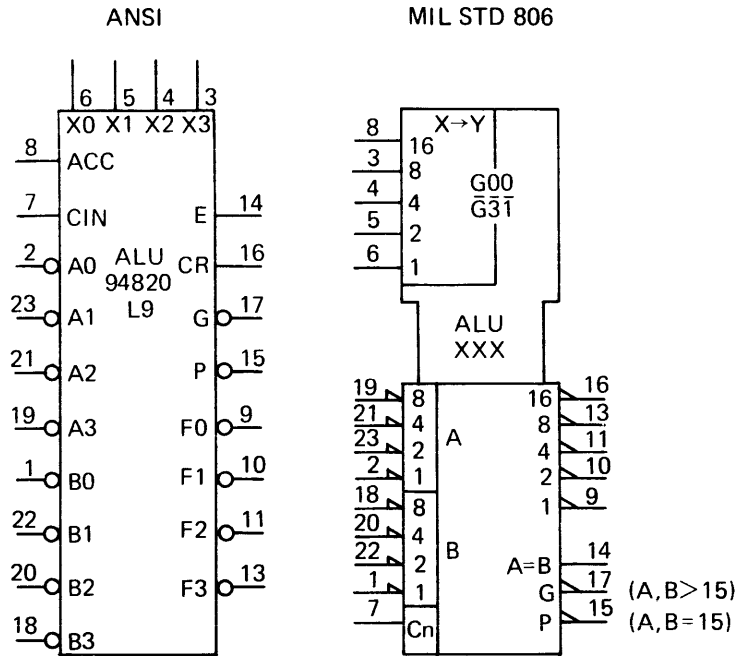 ANSI
6 5 4 3
X0 X1 X2 X3
8 ACC
7 CIN E 14
2 A0 ALU CR 16
94820
23 A1 L9 G 17
21 A2 P 15
19 A3 F0 9
1 B0 F1 10
22 B1 F2 11
20 B2 F3 13
18 B3
MIL STD 806
X→Y
8 16
3 8
G00
4 4
G31
5 2
6 1
ALU
XXX
19 8 16 16
21 4 A 8 13
23 2 4 11
2 1 2 10
18 8 1 9
20 4
22 2 B A=B 14
1 1 G 17 (A,B>15)
7 Cn P 15 (A,B=15)